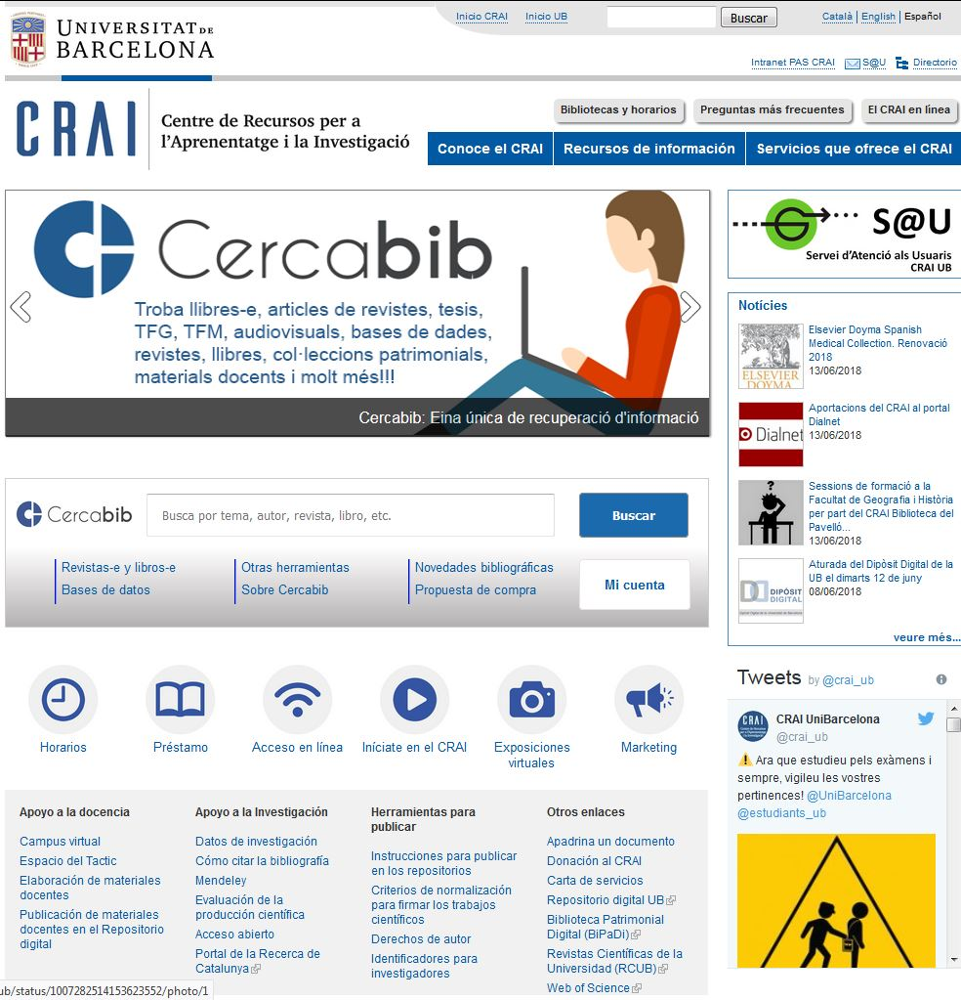 UNIVERSITAT DE
BARCELONA
Inicio CRAI
Inicio UB
Buscar
Català | English | Español
Intranet PAS CRAI
S@U
Directorio
CRAI
Centre de Recursos per a
l'Aprenentatge i la Investigació
Bibliotecas y horarios
Preguntas más frecuentes
El CRAI en línea
Conoce el CRAI
Recursos de información
Servicios que ofrece el CRAI
Cercabib
Troba llibres-e, articles de revistes, tesis,
TFG, TFM, audiovisuals, bases de dades,
revistes, llibres, col·leccions patrimonials,
materials docents i molt més!!!
Cercabib: Eina única de recuperació d'informació
S@U
Servei d'Atenció als Usuaris
CRAI UB
Notícies
Elsevier Doyma Spanish
Medical Collection. Renovació
2018
13/06/2018
ELSEVIER
DOYMA
Aportacions del CRAI al portal
Dialnet
13/06/2018
Dialnet
Sessions de formació a la
Facultat de Geografia i Història
per part del CRAI Biblioteca del
Pavelló...
13/06/2018
?
Aturada del Dipòsit Digital de la
UB el dimarts 12 de juny
08/06/2018
DIPÒSIT
DIGITAL
veure més...
Cercabib
Busca por tema, autor, revista, libro, etc.
Buscar
Revistas-e y libros-e
Bases de datos
Otras herramientas
Sobre Cercabib
Novedades bibliográficas
Propuesta de compra
Mi cuenta
Horarios
Préstamo
Acceso en línea
Iníciate en el CRAI
Exposiciones
virtuales
Marketing
Tweets by @crai_ub
CRAI
CRAI UniBarcelona
@crai_ub
Ara que estudieu pels exàmens i
sempre, vigileu les vostres
pertinences! @UniBarcelona
@estudiants_ub
Apoyo a la docencia
Campus virtual
Espacio del Tactic
Elaboración de materiales
docentes
Publicación de materiales
docentes en el Repositorio
digital
Apoyo a la Investigación
Datos de investigación
Cómo citar la bibliografía
Mendeley
Evaluación de la
producción científica
Acceso abierto
Portal de la Recerca de
Catalunya
Herramientas para
publicar
Instrucciones para publicar
en los repositorios
Criterios de normalización
para firmar los trabajos
científicos
Derechos de autor
Identificadores para
investigadores
Otros enlaces
Apadrina un documento
Donación al CRAI
Carta de servicios
Repositorio digital UB
Biblioteca Patrimonial
Digital (BiPaDi)
Revistas Científicas de la
Universidad (RCUB)
Web of Science
ub/status/1007282514153623552/photo/1